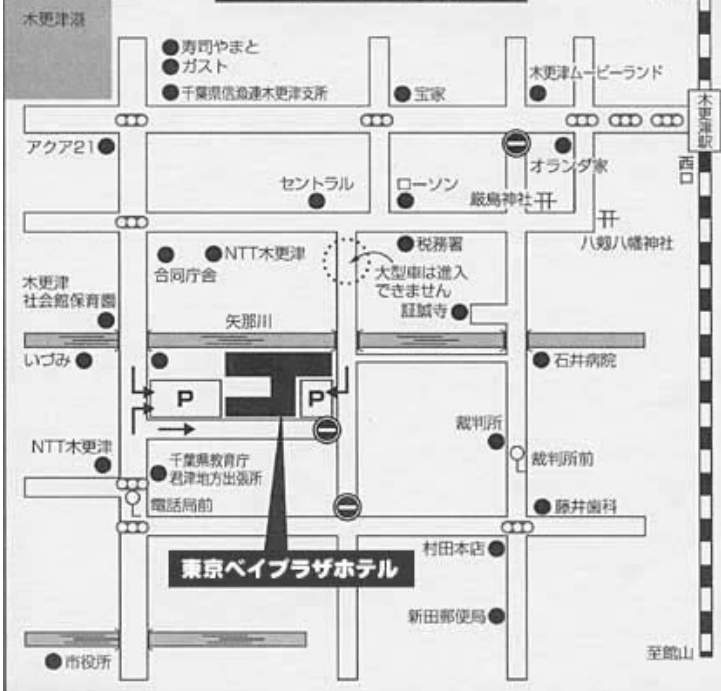 木更津港
寿司やまと
ガスト
千葉県信漁連木更津支所
宝家
木更津ムービーランド
木更津駅
西口
アクア21
オランダ家
セントラル
ローソン
厳島神社
八剱八幡神社
合同庁舎
NTT木更津
税務署
大型車は進入
できません
木更津
社会館保育園
矢那川
証誠寺
いづみ
P
P
石井病院
裁判所
裁判所前
NTT木更津
千葉県教育庁
君津地方出張所
電話局前
藤井歯科
村田本店
東京ベイプラザホテル
新田郵便局
市役所
至館山